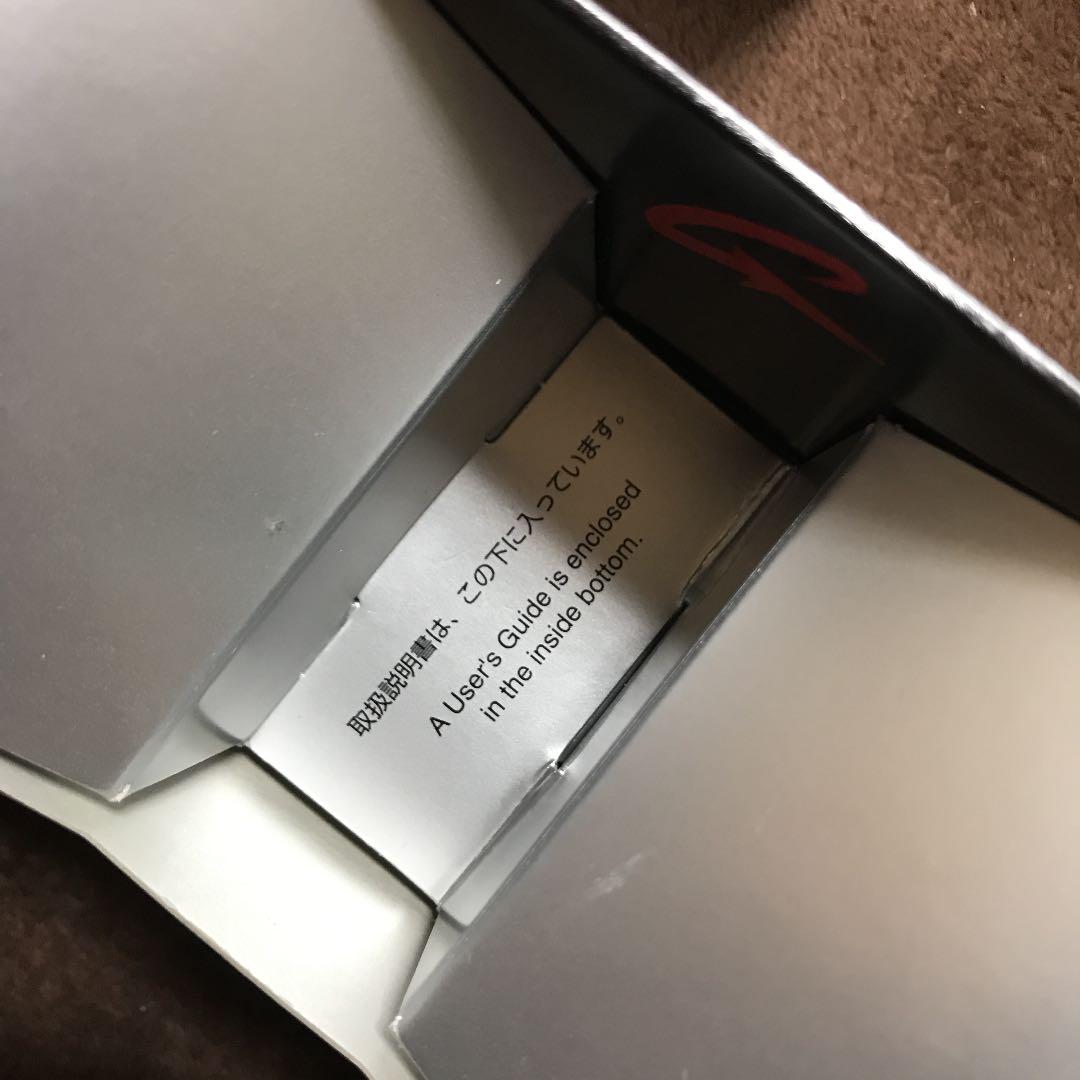 取扱説明書は、この下に入っています。
A User's Guide is enclosed
in the inside bottom.